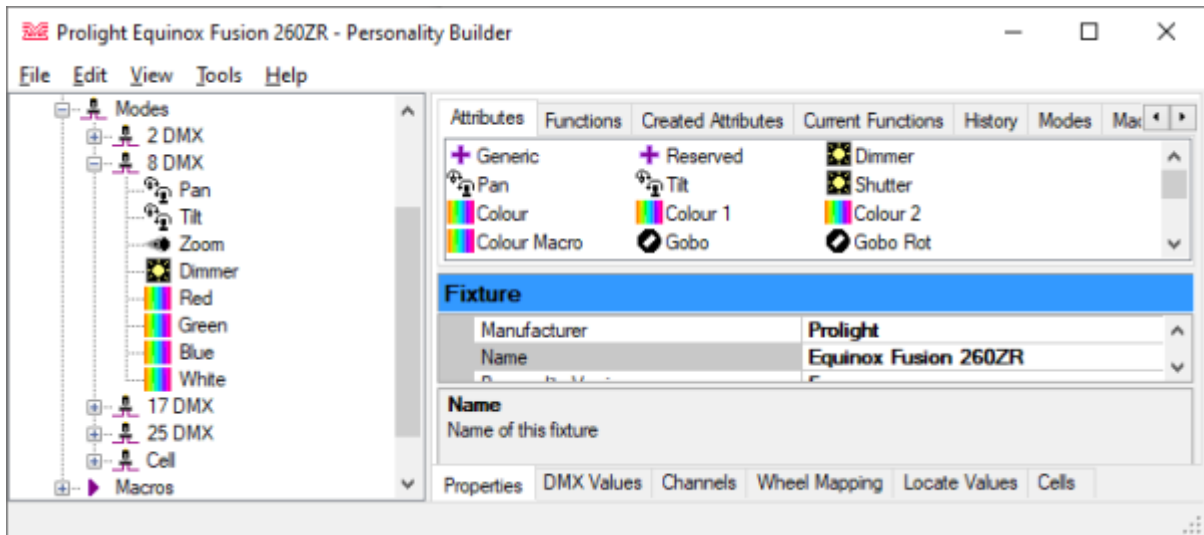 Prolight Equinox Fusion 260ZR - Personality Builder
File Edit View Tools Help
Modes
2 DMX
8 DMX
Pan
Tilt
Zoom
Dimmer
Red
Green
Blue
White
17 DMX
25 DMX
Cell
Macros
Attributes Functions Created Attributes Current Functions History Modes
Generic Reserved Dimmer
Pan Tilt Shutter
Colour Colour 1 Colour 2
Colour Macro Gobo Gobo Rot
Fixture
Manufacturer Prolight
Name Equinox Fusion 260ZR
Name
Name of this fixture
Properties DMX Values Channels Wheel Mapping Locate Values Cells